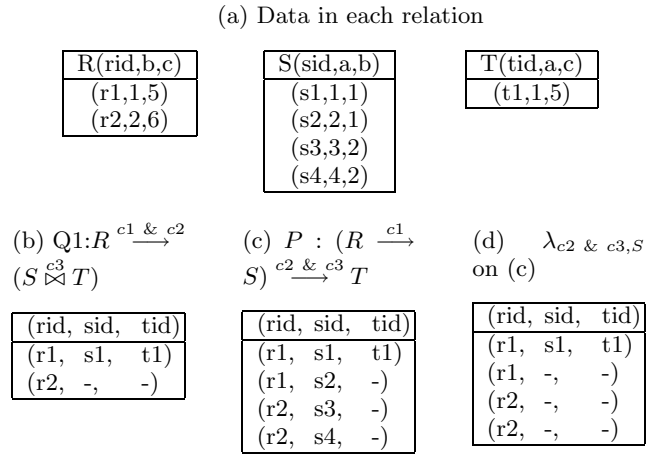 (a) Data in each relation
R(rid,b,c)
(r1,1,5)
(r2,2,6)
S(sid,a,b)
(s1,1,1)
(s2,2,1)
(s3,3,2)
(s4,4,2)
T(tid,a,c)
(t1,1,5)
(b) Q1:R c1 & c2 ⟶
(S c3 ⋈ T)
(rid, sid, tid)
(r1, s1, t1)
(r2, -, -)
(c) P : (R c1 ⟶
S) c2 & c3 ⟶ T
(rid, sid, tid)
(r1, s1, t1)
(r1, s2, -)
(r2, s3, -)
(r2, s4, -)
(d) λc2 & c3,S
on (c)
(rid, sid, tid)
(r1, s1, t1)
(r1, -, -)
(r2, -, -)
(r2, -, -)